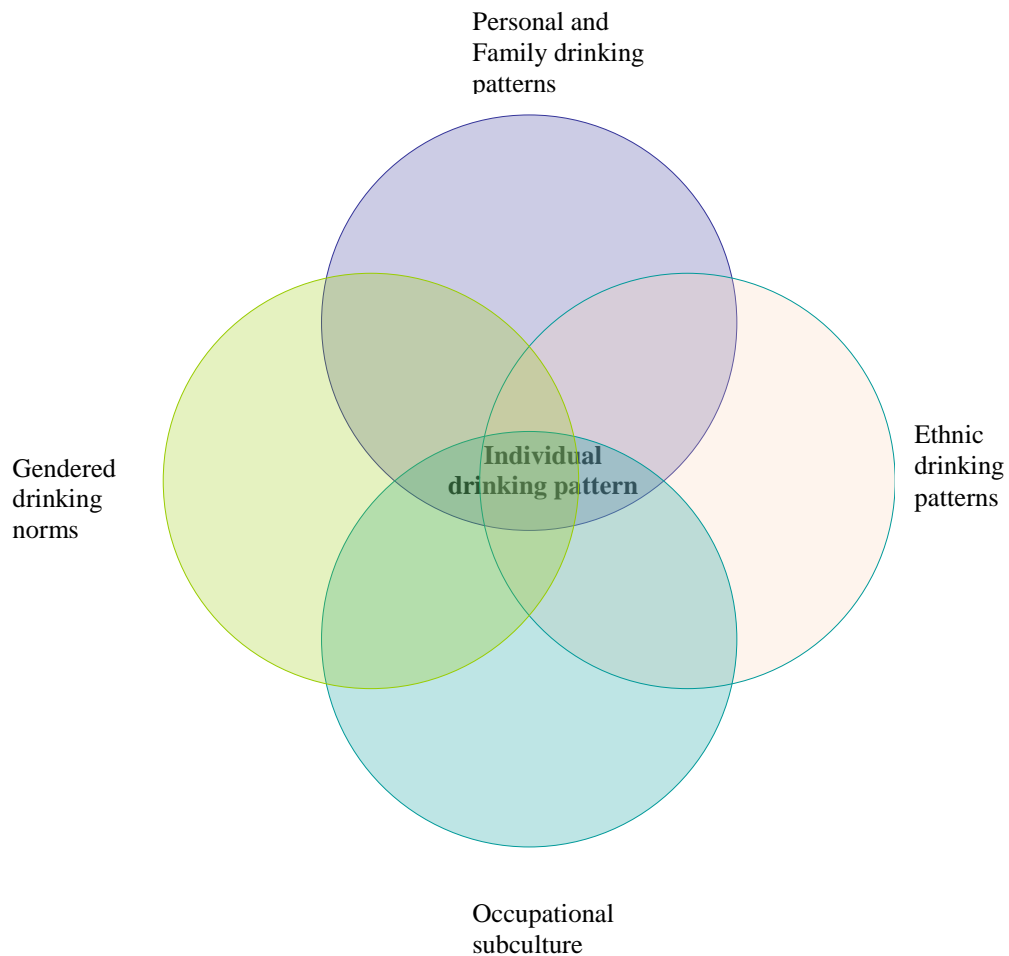 Personal and
Family drinking
patterns
Ethnic
drinking
patterns
Individual
drinking pattern
Gendered
drinking
norms
Occupational
subculture